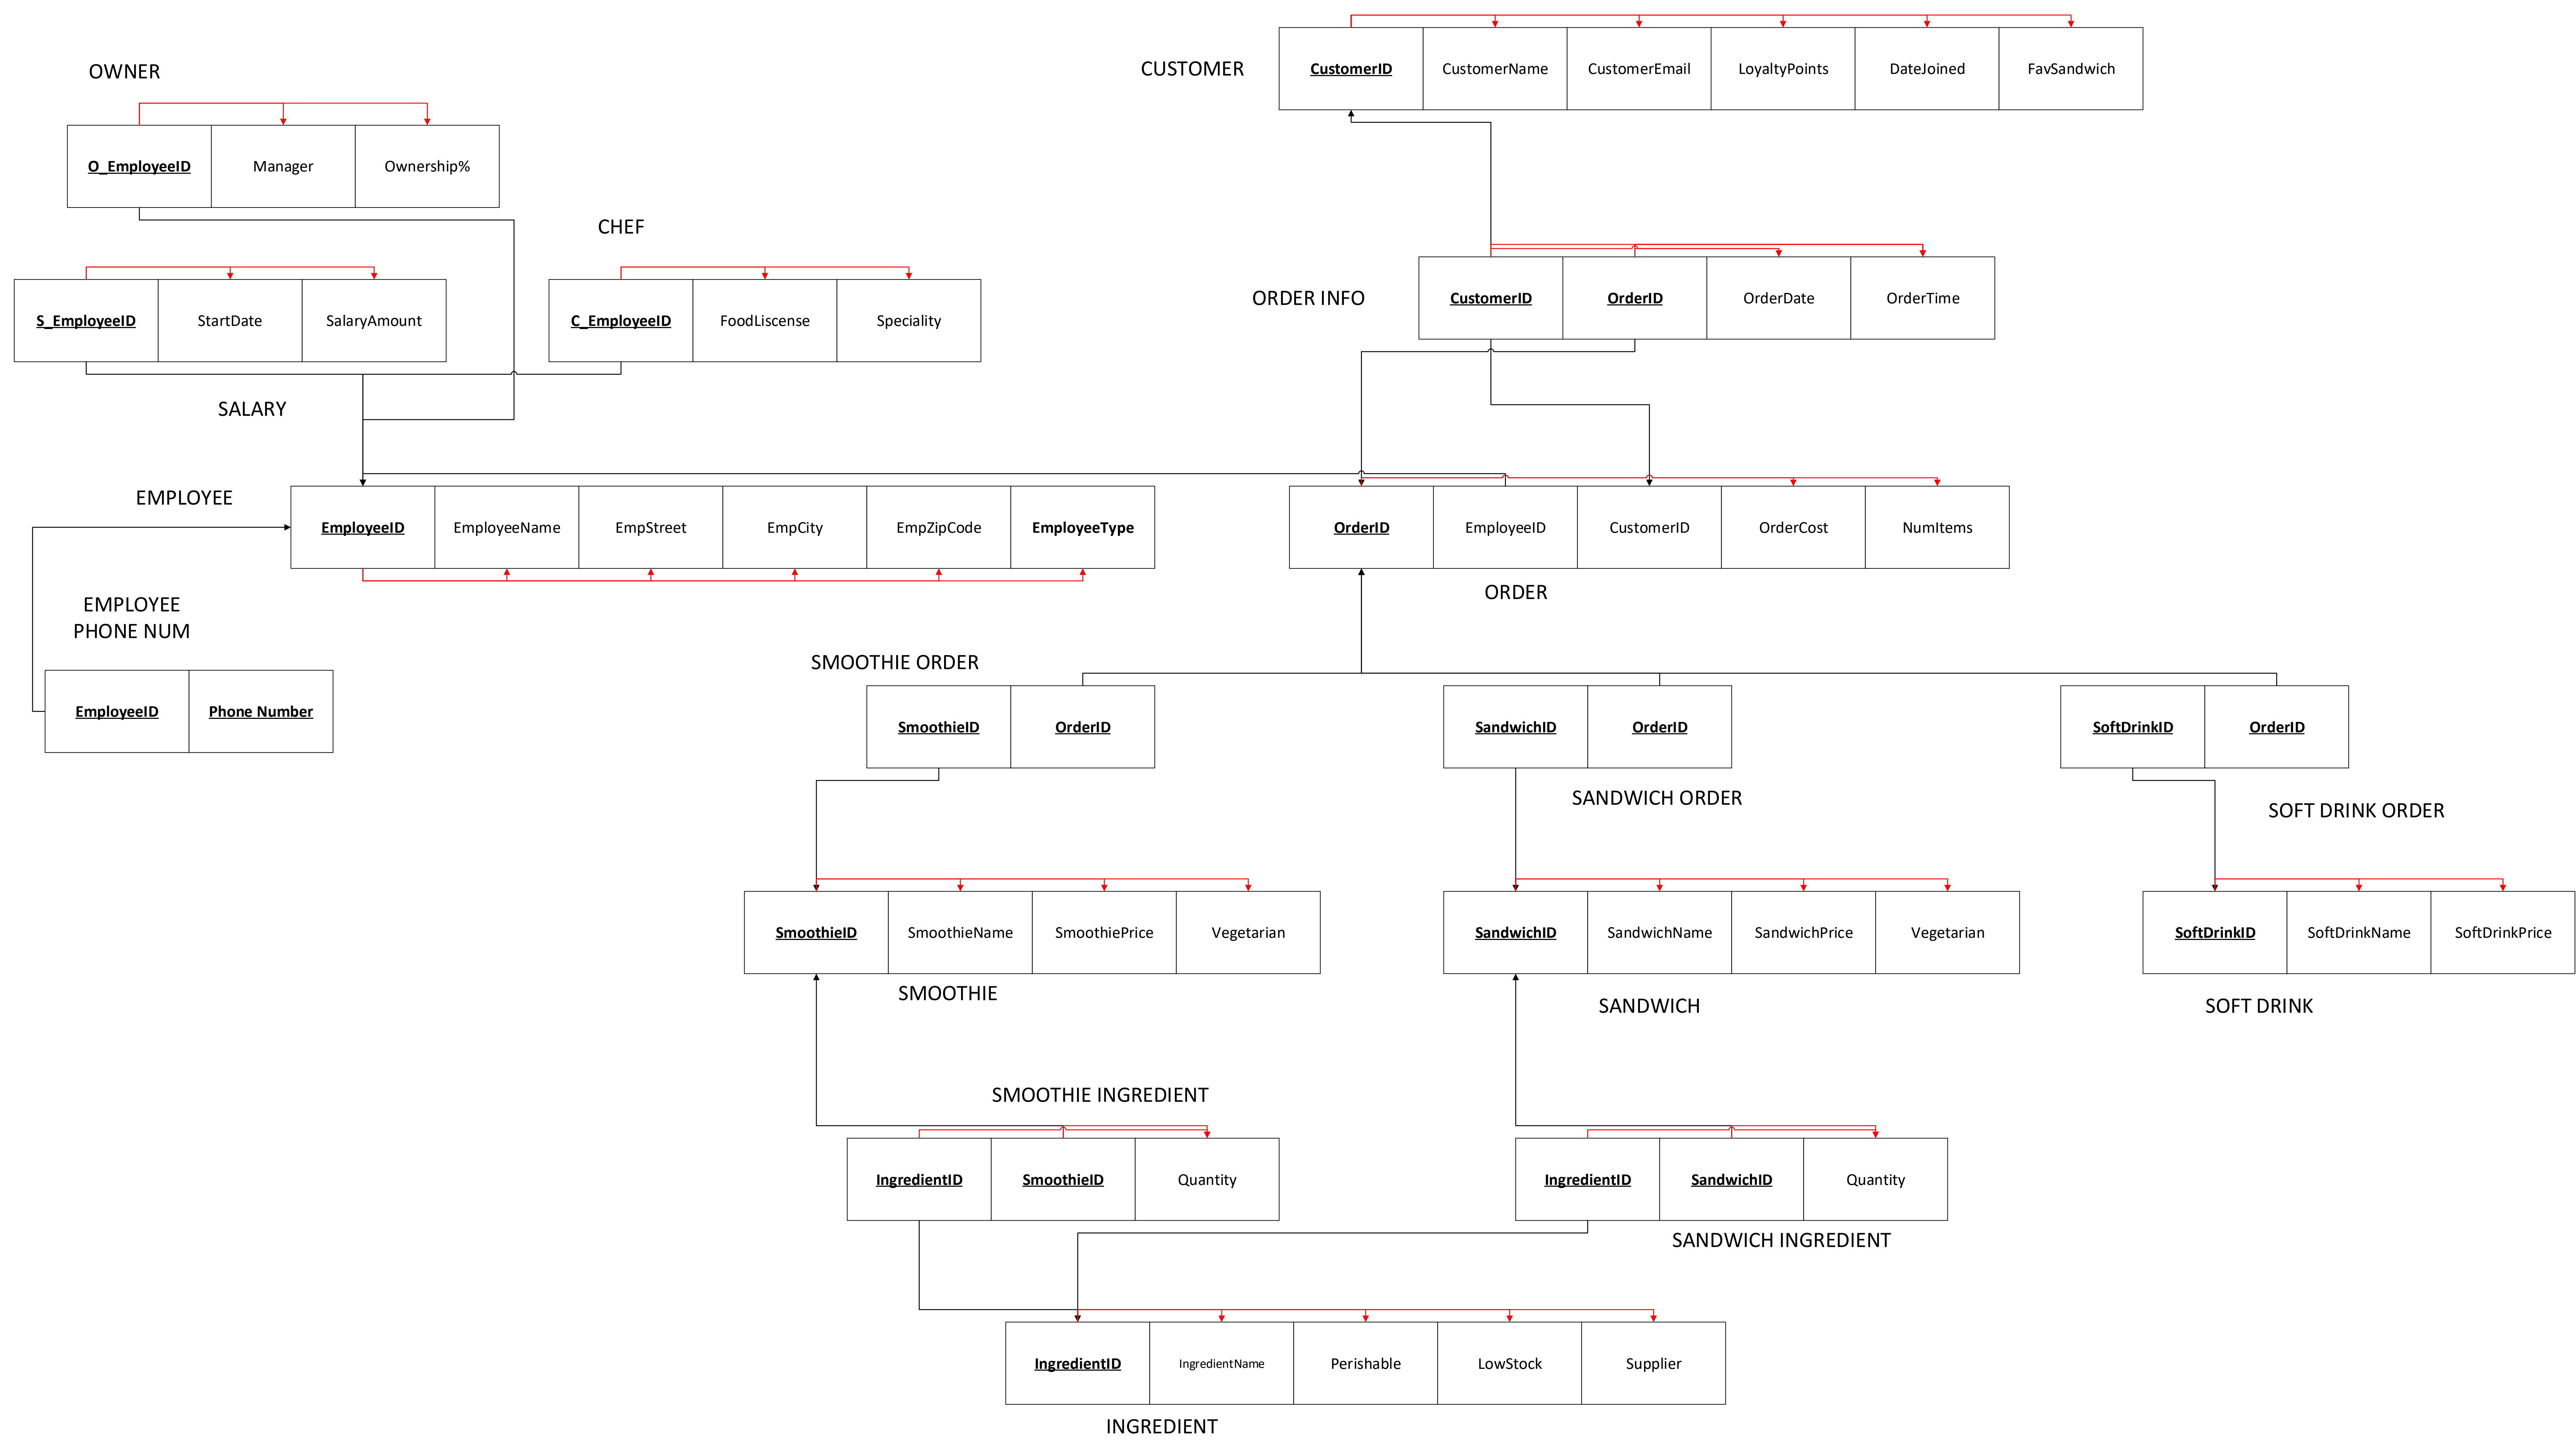 CUSTOMER
CustomerID CustomerName CustomerEmail LoyaltyPoints DateJoined FavSandwich
OWNER
O_EmployeeID Manager Ownership%
CHEF
S_EmployeeID StartDate SalaryAmount
C_EmployeeID FoodLiscense Speciality
ORDER INFO
CustomerID OrderID OrderDate OrderTime
SALARY
EMPLOYEE
EmployeeID EmployeeName EmpStreet EmpCity EmpZipCode EmployeeType
OrderID EmployeeID CustomerID OrderCost NumItems
ORDER
EMPLOYEE
PHONE NUM
EmployeeID Phone Number
SMOOTHIE ORDER
SmoothieID OrderID
SandwichID OrderID
SoftDrinkID OrderID
SANDWICH ORDER
SOFT DRINK ORDER
SmoothieID SmoothieName SmoothiePrice Vegetarian
SandwichID SandwichName SandwichPrice Vegetarian
SoftDrinkID SoftDrinkName SoftDrinkPrice
SMOOTHIE
SANDWICH
SOFT DRINK
SMOOTHIE INGREDIENT
IngredientID SmoothieID Quantity
IngredientID SandwichID Quantity
SANDWICH INGREDIENT
IngredientID IngredientName Perishable LowStock Supplier
INGREDIENT